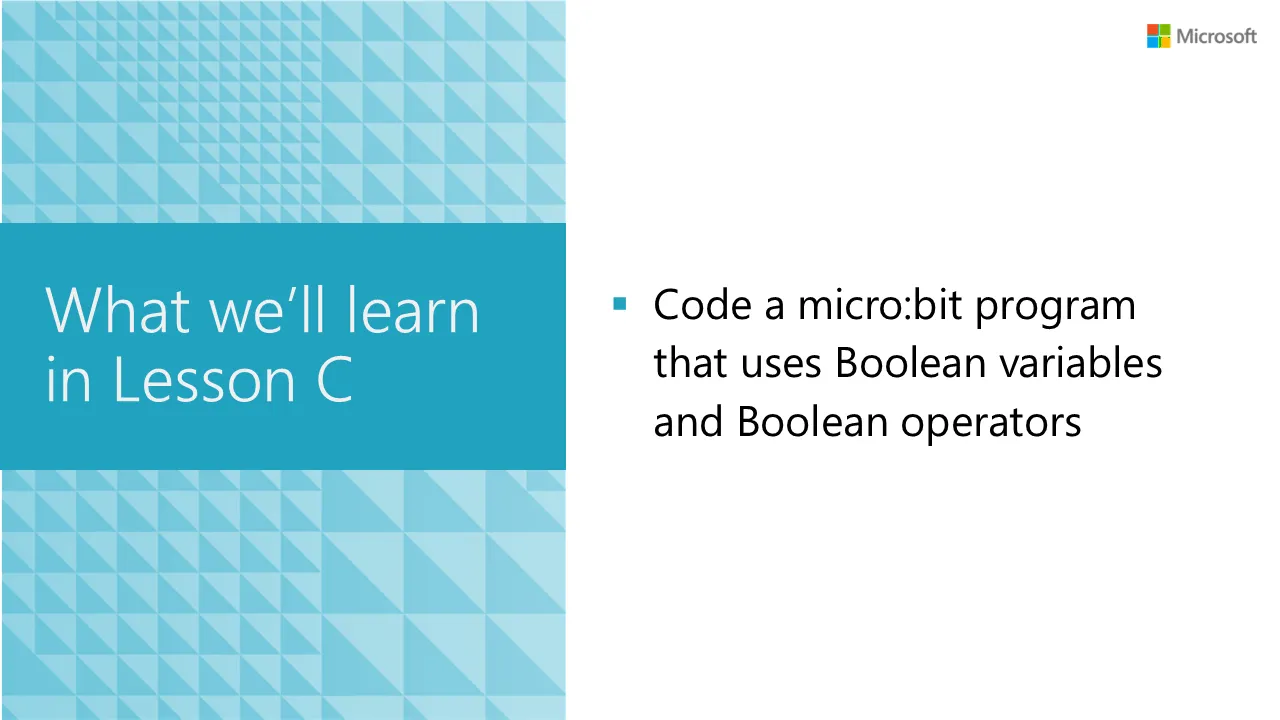 Microsoft
What we’ll learn
in Lesson C
▪ Code a micro:bit program
that uses Boolean variables
and Boolean operators